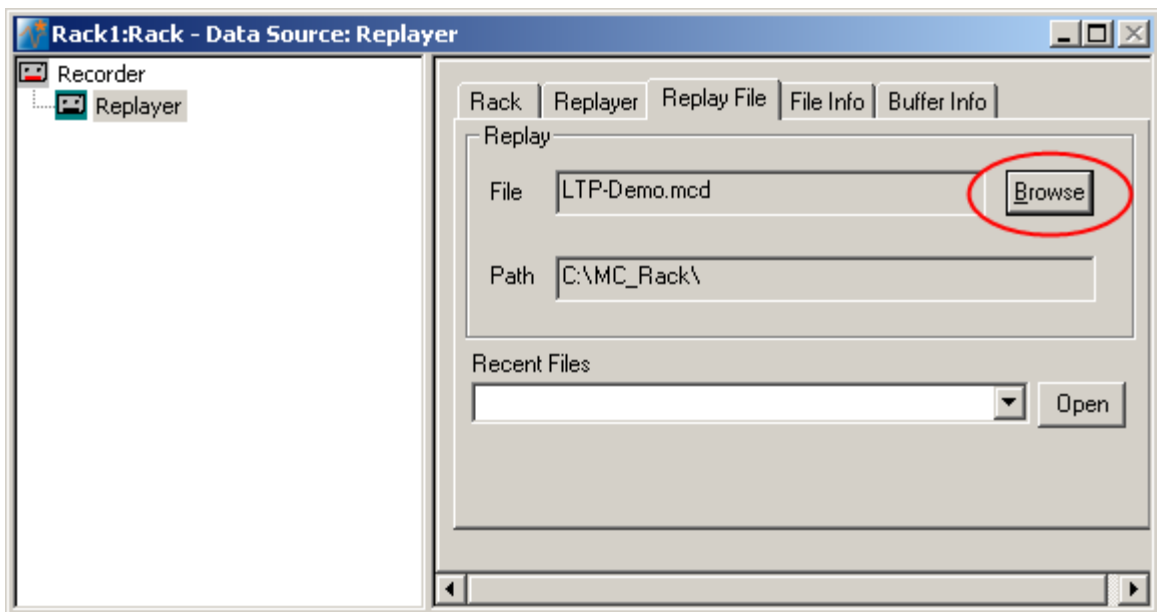 Rack1:Rack - Data Source: Replayer
Recorder
Replayer
Rack Replayer Replay File File Info Buffer Info
Replay
File LTP-Demo.mcd Browse
Path C:\MC_Rack\
Recent Files
Open